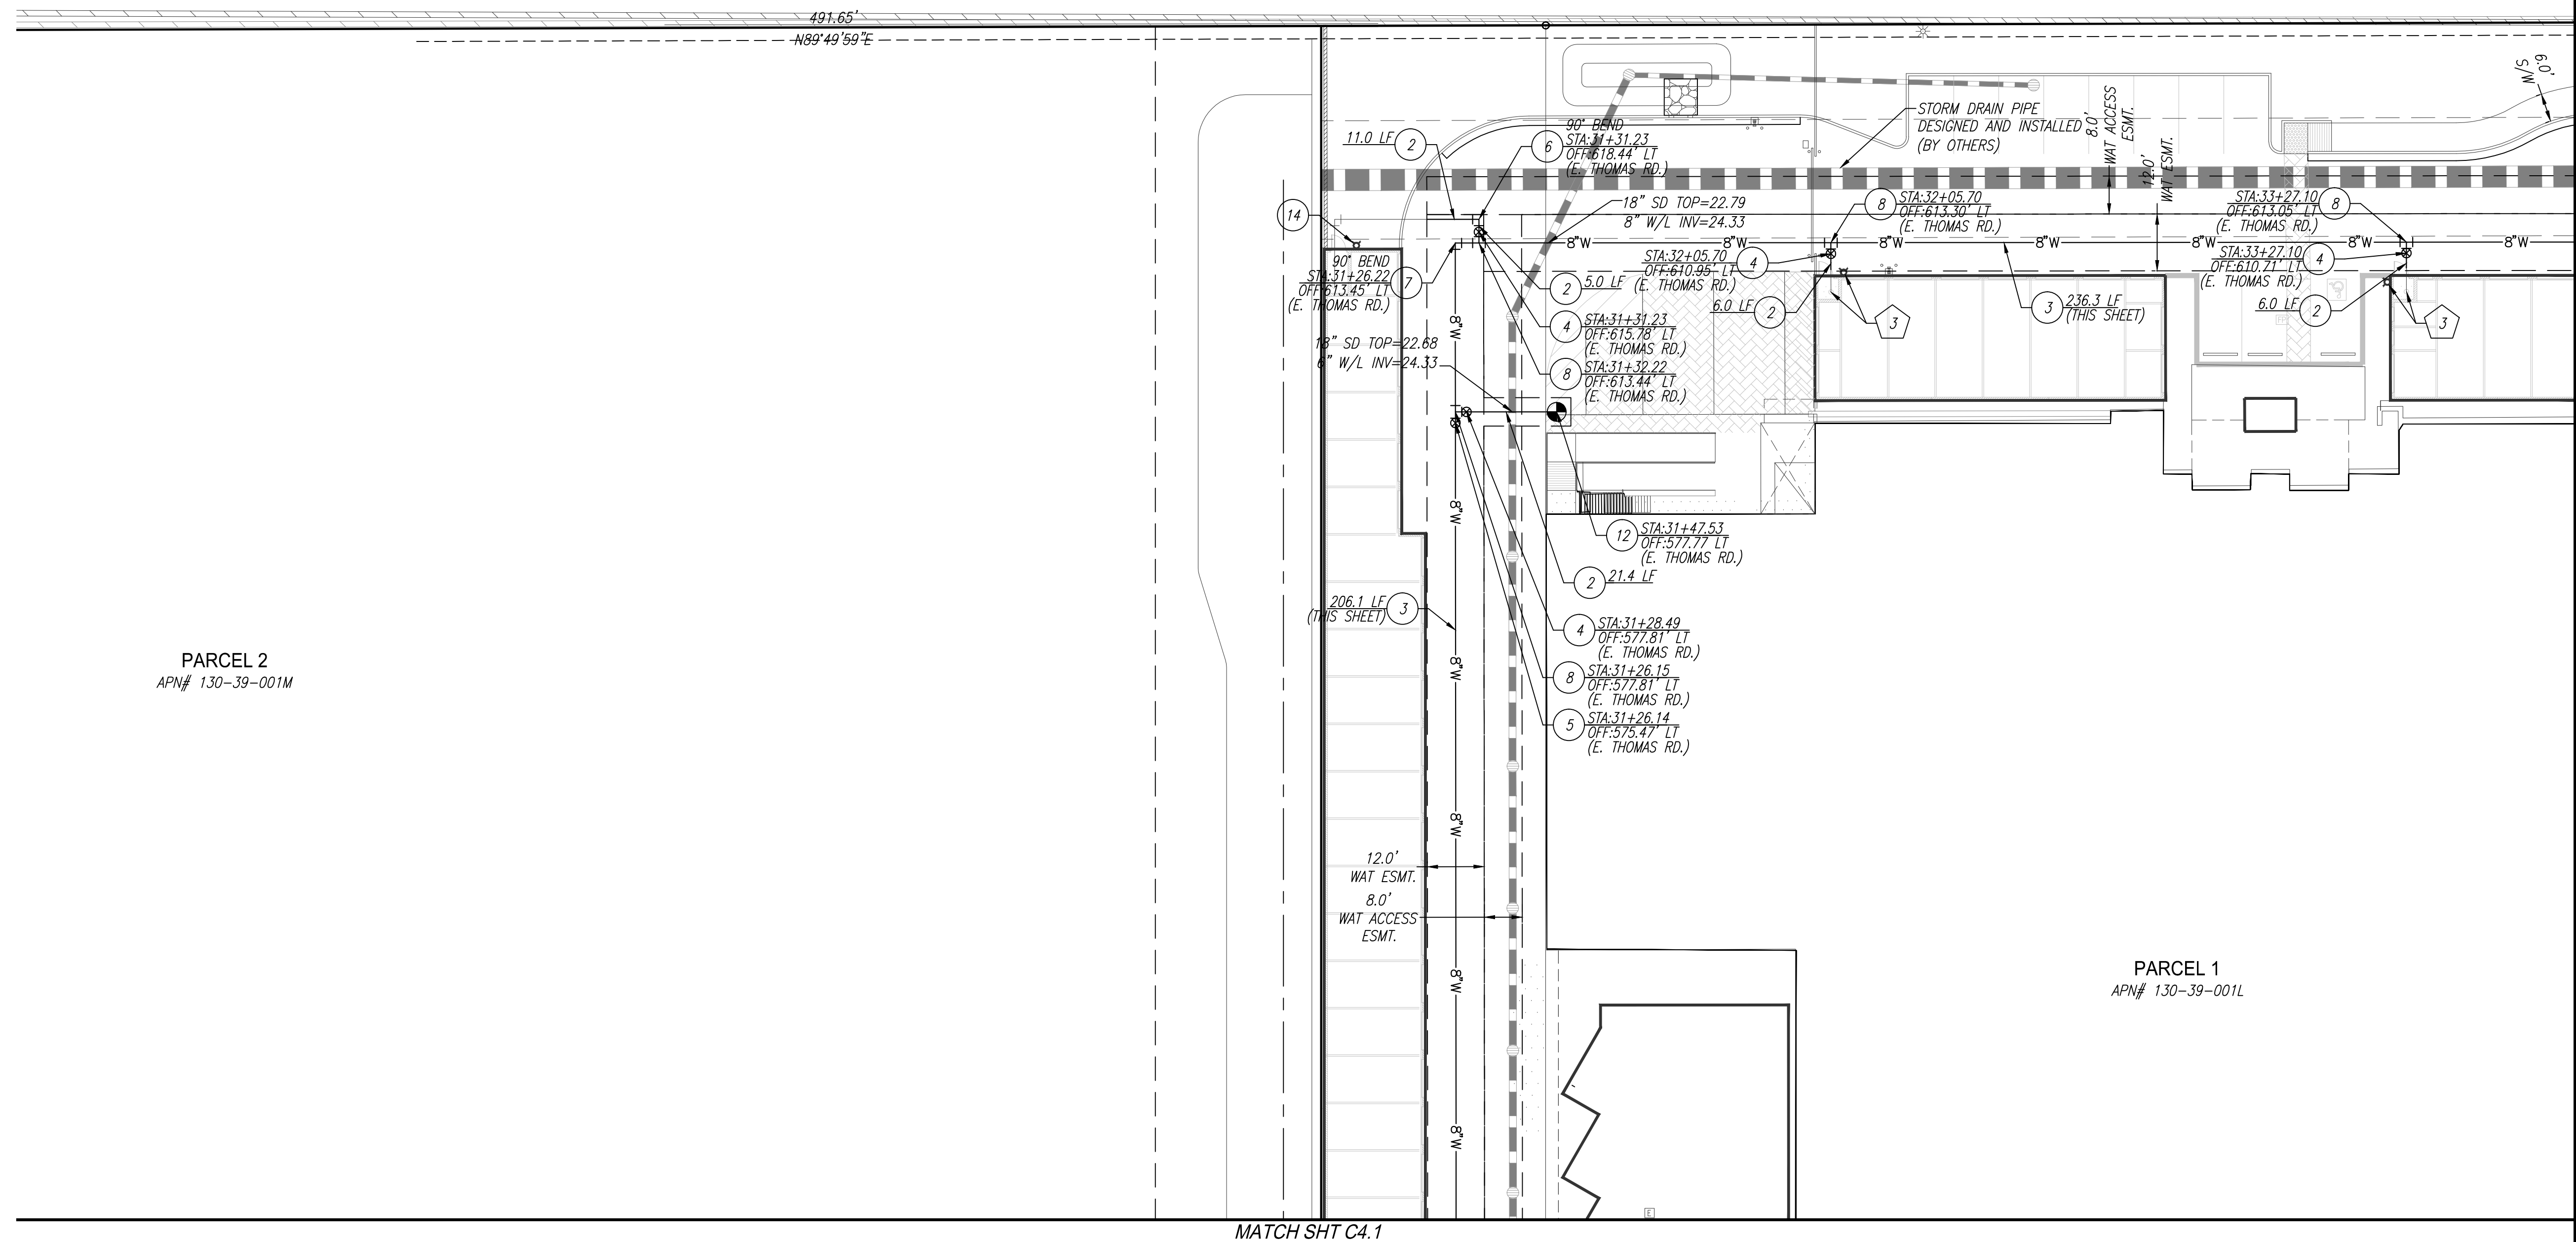 491.65'
N89°49'59"E
6.0'
S/W
STORM DRAIN PIPE
DESIGNED AND INSTALLED
(BY OTHERS)
8.0'
WAT ACCESS
ESMT.
12.0'
WAT ESMT.
11.0 LF 2
6
90° BEND
STA:31+31.23
OFF:618.44' LT
(E. THOMAS RD.)
14
18" SD TOP=22.79
8" W/L INV=24.33
8
STA:32+05.70
OFF:613.30' LT
(E. THOMAS RD.)
STA:33+27.10
OFF:613.05' LT
(E. THOMAS RD.)
8
8"W
8"W
8"W
8"W
8"W
8"W
8"W
90° BEND
STA:31+26.22
OFF:613.45' LT
(E. THOMAS RD.)
7
STA:32+05.70
OFF:610.95' LT
(E. THOMAS RD.)
4
STA:33+27.10
OFF:610.71' LT
(E. THOMAS RD.)
4
2 5.0 LF
6.0 LF 2
3
3 236.3 LF
(THIS SHEET)
6.0 LF 2
3
4
STA:31+31.23
OFF:615.78' LT
(E. THOMAS RD.)
18" SD TOP=22.68
6" W/L INV=24.33
8
STA:31+32.22
OFF:613.44' LT
(E. THOMAS RD.)
8"W
8"W
12
STA:31+47.53
OFF:577.77 LT
(E. THOMAS RD.)
2 21.4 LF
206.1 LF
(THIS SHEET)
3
4
STA:31+28.49
OFF:577.81' LT
(E. THOMAS RD.)
8"W
8
STA:31+26.15
OFF:577.81' LT
(E. THOMAS RD.)
5
STA:31+26.14
OFF:575.47' LT
(E. THOMAS RD.)
PARCEL 2
APN# 130-39-001M
8"W
12.0'
WAT ESMT.
8.0'
WAT ACCESS
ESMT.
8"W
PARCEL 1
APN# 130-39-001L
8"W
E
MATCH SHT C4.1